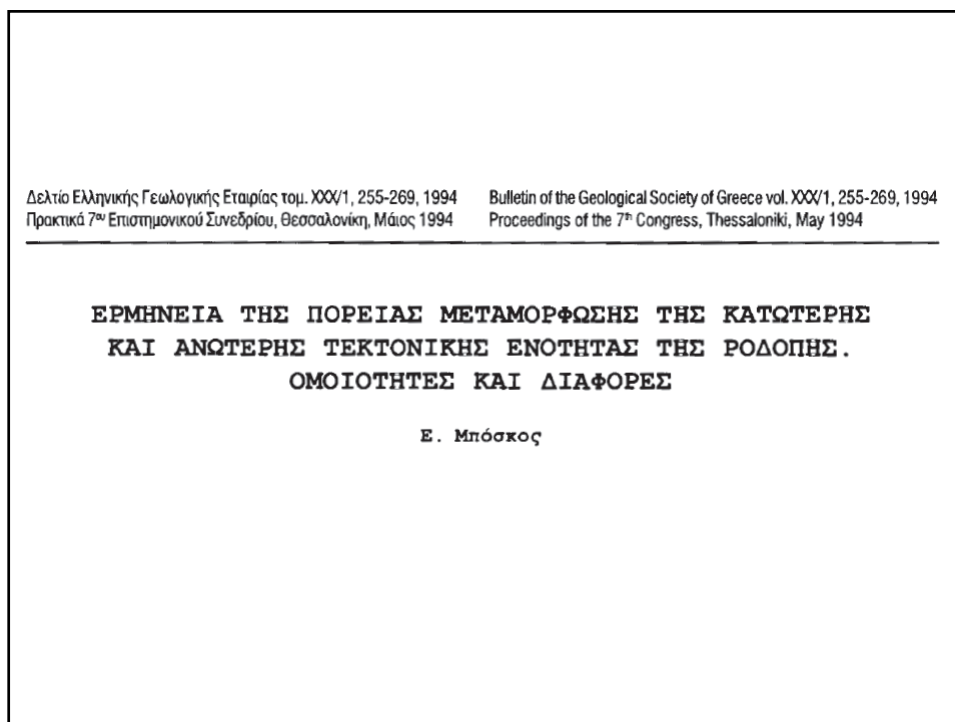 Δελτίο Ελληνικής Γεωλογικής Εταιρίας τομ. XXX/1, 255-269, 1994
Πρακτικά 7ου Επιστημονικού Συνεδρίου, Θεσσαλονίκη, Μάιος 1994
Bulletin of the Geological Society of Greece vol. XXX/1, 255-269, 1994
Proceedings of the 7th Congress, Thessaloniki, May 1994
ΕΡΜΗΝΕΙΑ ΤΗΣ ΠΟΡΕΙΑΣ ΜΕΤΑΜΟΡΦΩΣΗΣ ΤΗΣ ΚΑΤΩΤΕΡΗΣ
ΚΑΙ ΑΝΩΤΕΡΗΣ ΤΕΚΤΟΝΙΚΗΣ ΕΝΟΤΗΤΑΣ ΤΗΣ ΡΟΔΟΠΗΣ.
ΟΜΟΙΟΤΗΤΕΣ ΚΑΙ ΔΙΑΦΟΡΕΣ
Ε. Μπόσκος